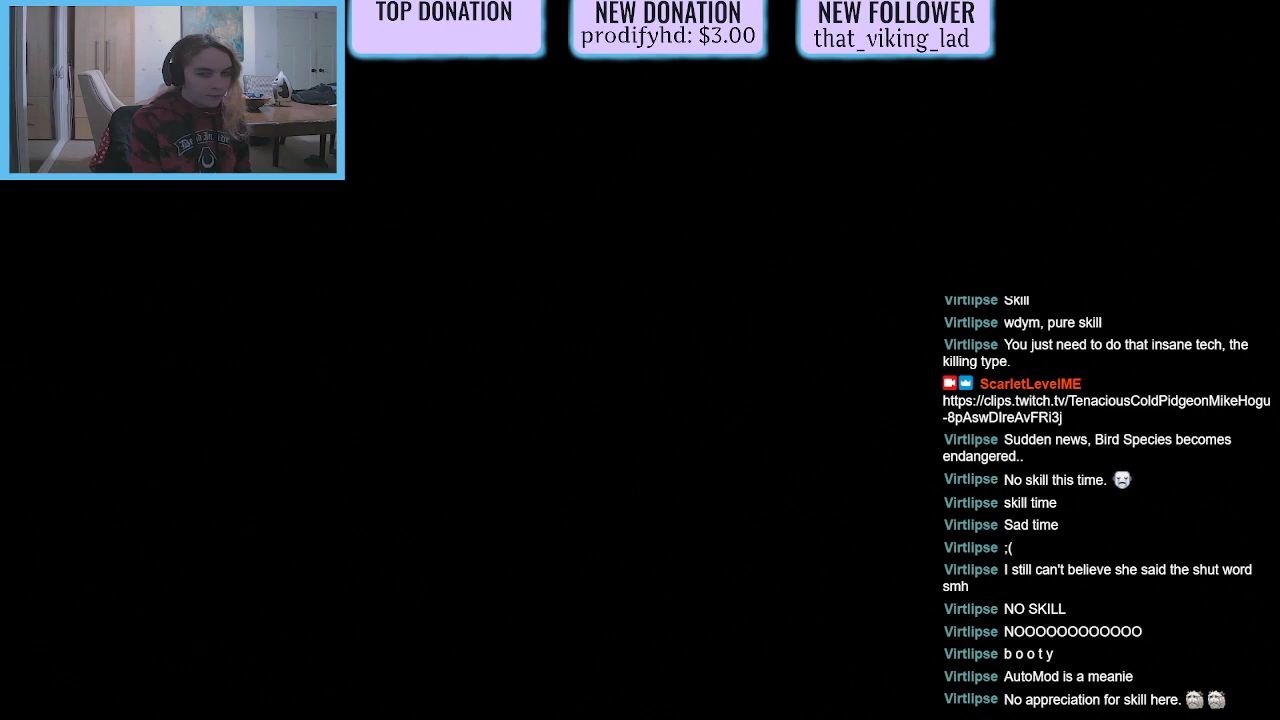 TOP DONATION
NEW DONATION
prodifyhd: $3.00
NEW FOLLOWER
that_viking_lad
Virtlipse Skill
Virtlipse wdym, pure skill
Virtlipse You just need to do that insane tech, the
killing type.
ScarletLevelME
https://clips.twitch.tv/TenaciousColdPidgeonMikeHogu
-8pAswDIreAvFRi3j
Virtlipse Sudden news, Bird Species becomes
endangered..
Virtlipse No skill this time.
Virtlipse skill time
Virtlipse Sad time
Virtlipse ;(
Virtlipse I still can't believe she said the shut word
smh
Virtlipse NO SKILL
Virtlipse NOOOOOOOOOOOO
Virtlipse b o o t y
Virtlipse AutoMod is a meanie
Virtlipse No appreciation for skill here.